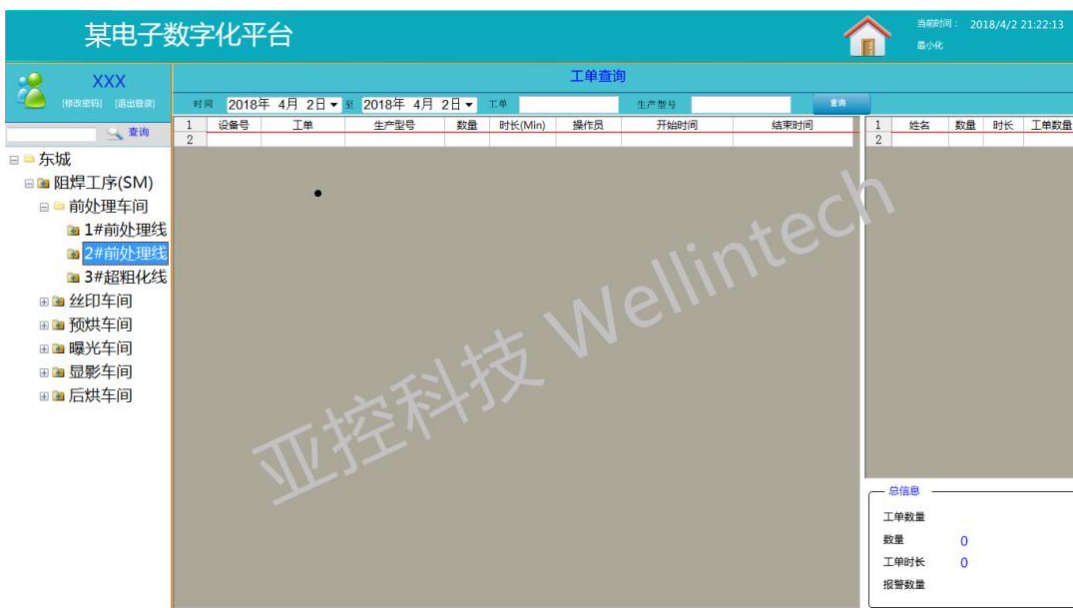 某电子数字化平台
当前时间： 2018/4/2 21:22:13
最小化
XXX
[修改密码] [退出登录]
查询
工单查询
时间 2018年 4月 2日 至 2018年 4月 2日 工单 生产型号 查询
1 设备号 工单 生产型号 数量 时长(Min) 操作员 开始时间 结束时间
2
1 姓名 数量 时长 工单数量
2
东城
阻焊工序(SM)
前处理车间
1#前处理线
2#前处理线
3#超粗化线
丝印车间
预烘车间
曝光车间
显影车间
后烘车间
亚控科技 Wellintech
总信息
工单数量
数量 0
工单时长 0
报警数量